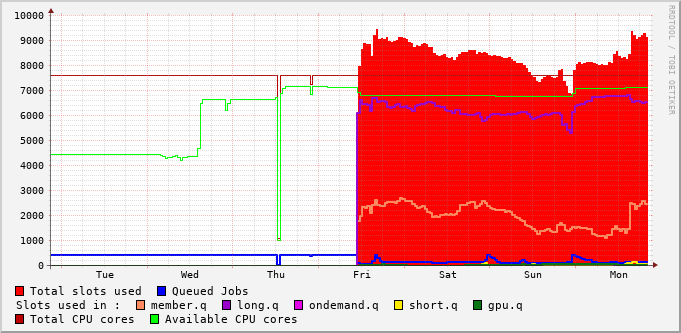 RRDTOOL / TOBI OETIKER
10000
9000
8000
7000
6000
5000
4000
3000
2000
1000
0
Tue Wed Thu Fri Sat Sun Mon
Total slots used Queued Jobs
Slots used in : member.q long.q ondemand.q short.q gpu.q
Total CPU cores Available CPU cores